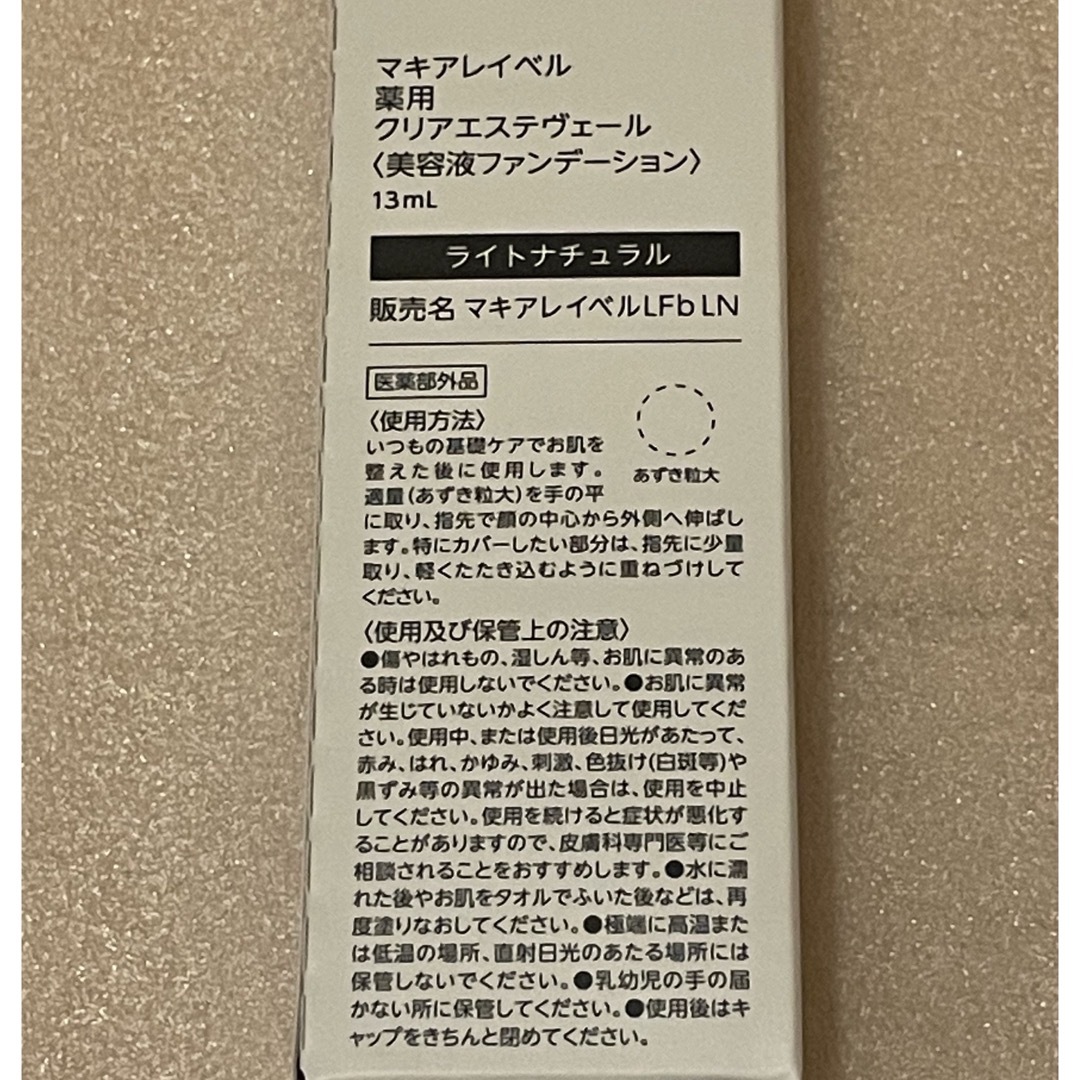 マキアレイベル
薬用
クリアエステヴェール
〈美容液ファンデーション〉
13mL
ライトナチュラル
販売名 マキアレイベルLFb LN
医薬部外品
〈使用方法〉
いつもの基礎ケアでお肌を
整えた後に使用します。
適量(あずき粒大)を手の平
あずき粒大
に取り、指先で顔の中心から外側へ伸ばし
ます。特にカバーしたい部分は、指先に少量
取り、軽くたたき込むように重ねづけして
ください。
〈使用及び保管上の注意〉
●傷やはれもの、湿しん等、お肌に異常のあ
る時は使用しないでください。●お肌に異常
が生じていないかよく注意して使用してくだ
さい。使用中、または使用後日光があたって、
赤み、はれ、かゆみ、刺激、色抜け(白斑等)や
黒ずみ等の異常が出た場合は、使用を中止
してください。使用を続けると症状が悪化す
ることがありますので、皮膚科専門医等にご
相談されることをおすすめします。●水に濡
れた後やお肌をタオルでふいた後などは、再
度塗りなおしてください。●極端に高温また
は低温の場所、直射日光のあたる場所には
保管しないでください。●乳幼児の手の届
かない所に保管してください。●使用後はキ
ャップをきちんと閉めてください。